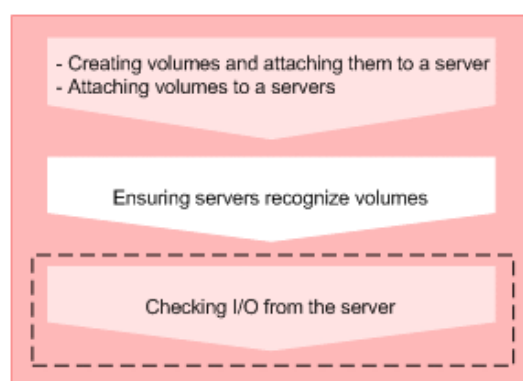 - Creating volumes and attaching them to a server
- Attaching volumes to a servers
Ensuring servers recognize volumes
Checking I/O from the server